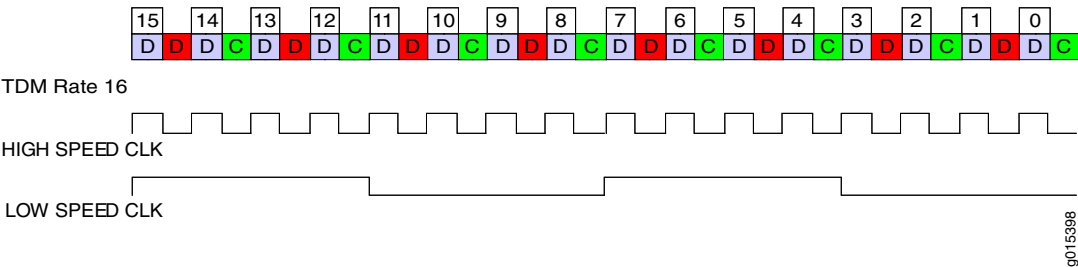 15 14 13 12 11 10 9 8 7 6 5 4 3 2 1 0
D D D C D D D C D D D C D D D C D D D C D D D C D D D C D D D C
TDM Rate 16
HIGH SPEED CLK
LOW SPEED CLK
g015398